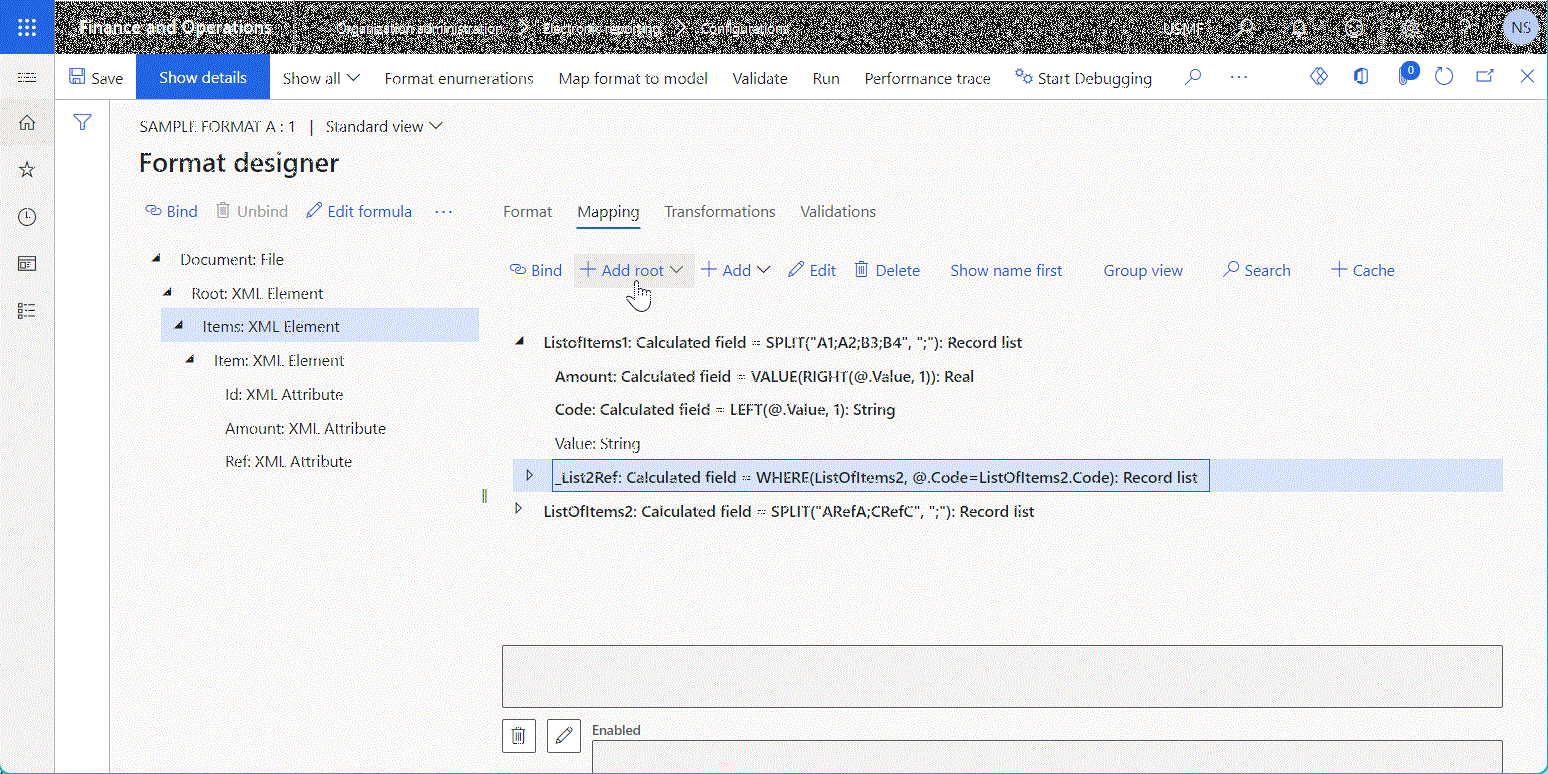 Finance and Operations Organization administration Electronic reporting Configurations USMF NS
Save Show details Show all Format enumerations Map format to model Validate Run Performance trace Start Debugging ··· 0
SAMPLE FORMAT A : 1 | Standard view
Format designer
Bind Unbind Edit formula ··· Format Mapping Transformations Validations
Bind Add root Add Edit Delete Show name first Group view Search Cache
Document: File
Root: XML Element
Items: XML Element
Item: XML Element
Id: XML Attribute
Amount: XML Attribute
Ref: XML Attribute
ListofItems1: Calculated field = SPLIT("A1;A2;B3;B4", ";"): Record list
Amount: Calculated field = VALUE(RIGHT(@.Value, 1)): Real
Code: Calculated field = LEFT(@.Value, 1): String
Value: String
_List2Ref: Calculated field = WHERE(ListOfItems2, @.Code=ListOfItems2.Code): Record list
ListOfItems2: Calculated field = SPLIT("ARefA;CRefC", ";"): Record list
Enabled